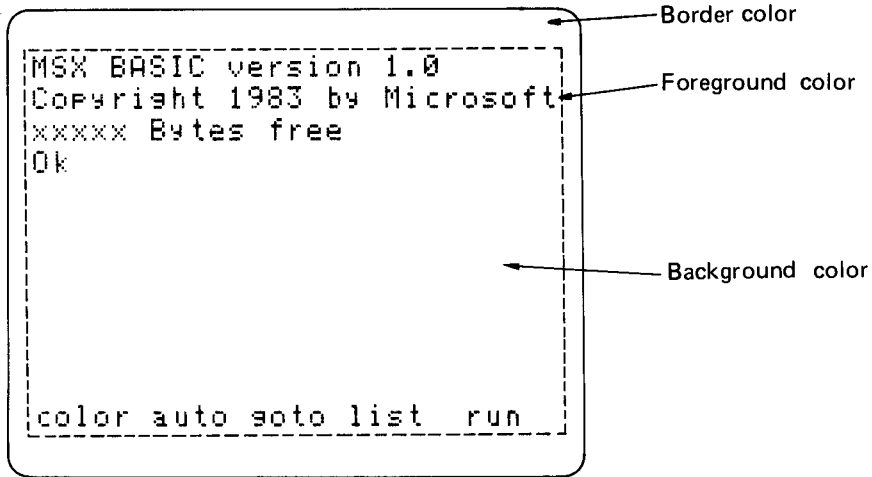 Border color
MSX BASIC version 1.0
Foreground color
Copyright 1983 by Microsoft
xxxxx Bytes free
Ok
Background color
color auto goto list run